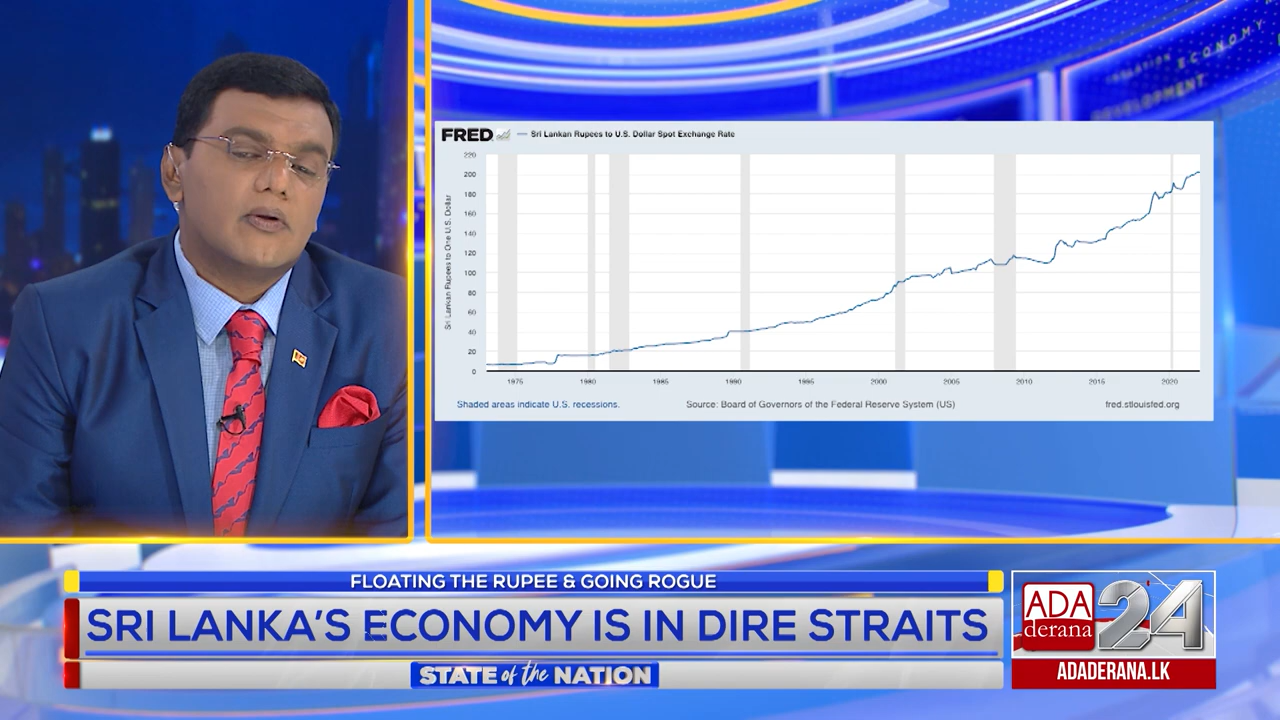 ECONOMY
DEVELOPMENT
FRED
Sri Lankan Rupees to U.S. Dollar Spot Exchange Rate
Sri Lankan Rupees to One U.S. Dollar
220
200
180
160
140
120
100
80
60
40
20
0
1975 1980 1985 1990 1995 2000 2005 2010 2015 2020
Shaded areas indicate U.S. recessions. Source: Board of Governors of the Federal Reserve System (US) fred.stlouisfed.org
FLOATING THE RUPEE & GOING ROGUE
SRI LANKA'S ECONOMY IS IN DIRE STRAITS
STATE of the NATION
ADA
derana
24
ADADERANA.LK